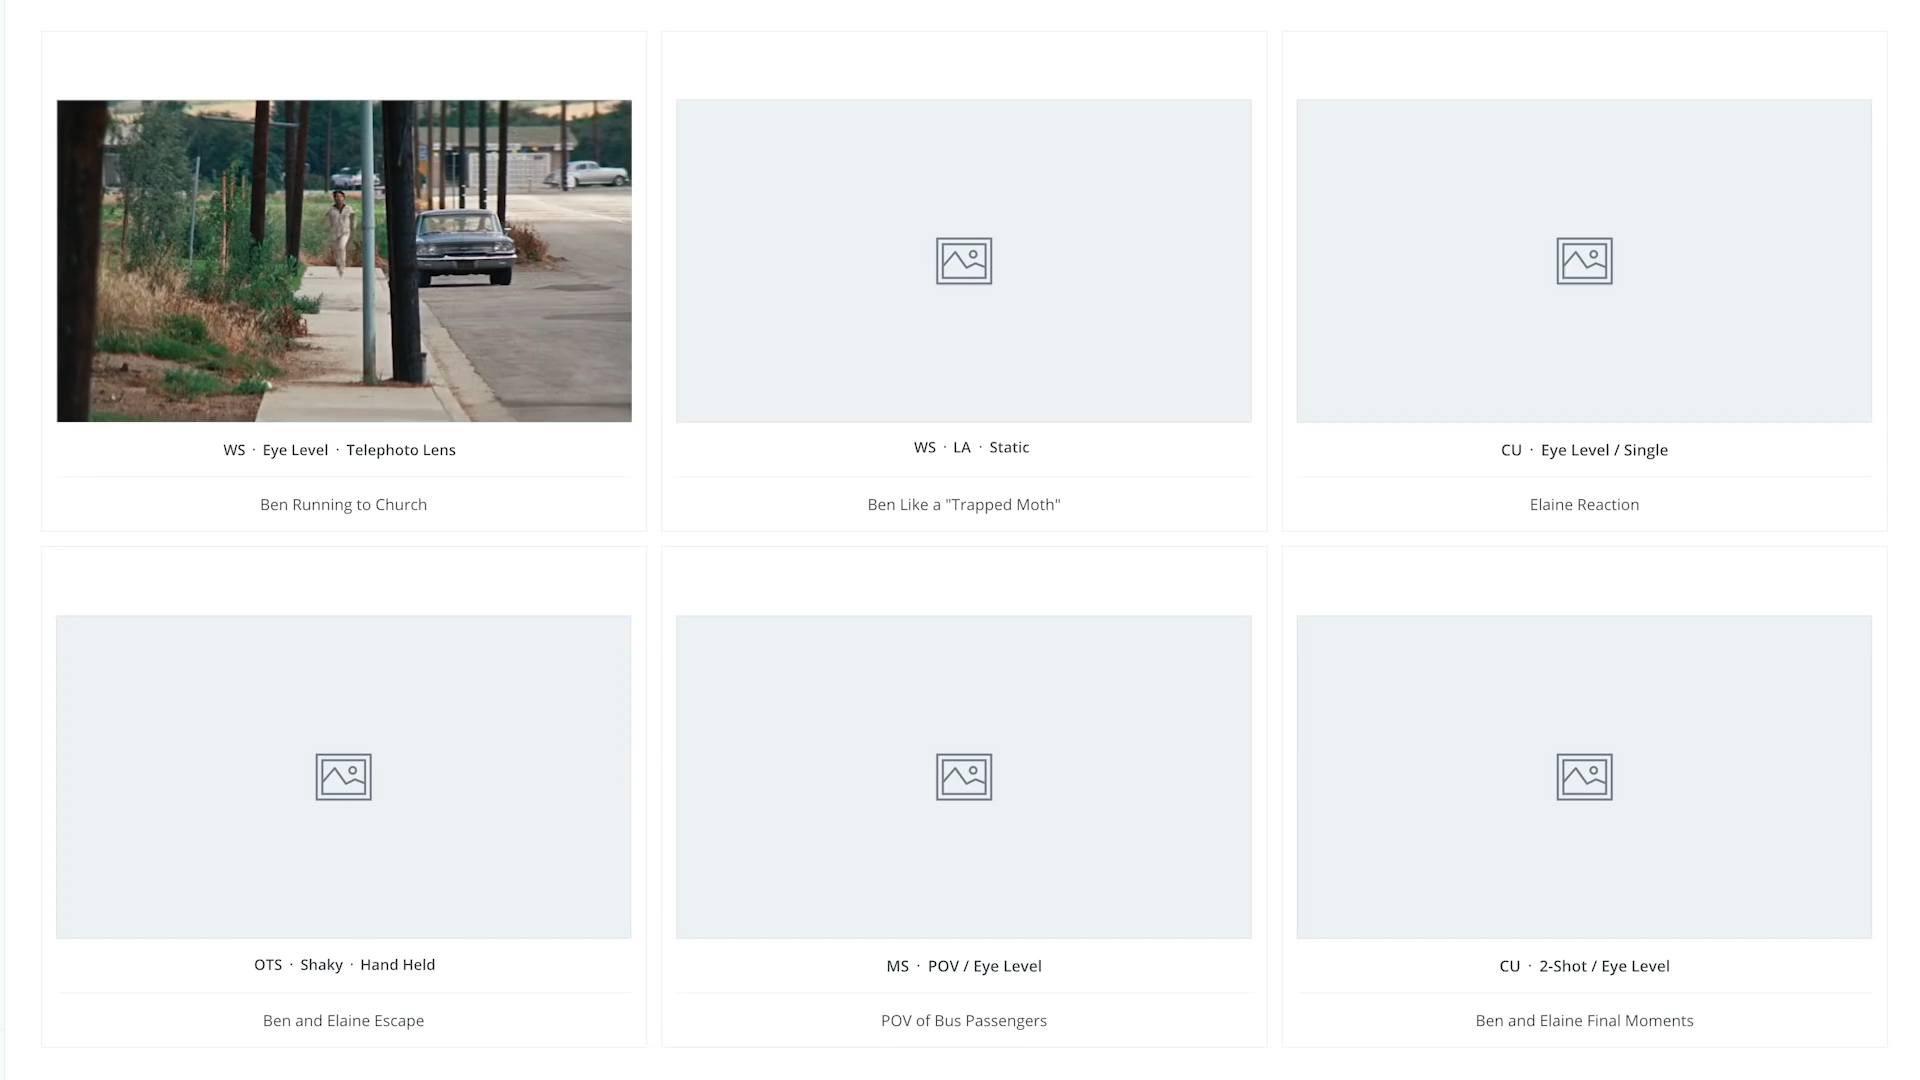 WS · Eye Level · Telephoto Lens
Ben Running to Church
WS · LA · Static
Ben Like a "Trapped Moth"
CU · Eye Level / Single
Elaine Reaction
OTS · Shaky · Hand Held
Ben and Elaine Escape
MS · POV / Eye Level
POV of Bus Passengers
CU · 2-Shot / Eye Level
Ben and Elaine Final Moments